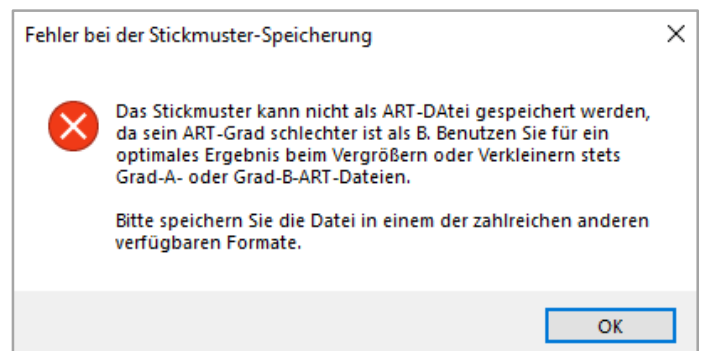 Fehler bei der Stickmuster-Speicherung
Das Stickmuster kann nicht als ART-DAtei gespeichert werden,
da sein ART-Grad schlechter ist als B. Benutzen Sie für ein
optimales Ergebnis beim Vergrößern oder Verkleinern stets
Grad-A- oder Grad-B-ART-Dateien.
Bitte speichern Sie die Datei in einem der zahlreichen anderen
verfügbaren Formate.
OK